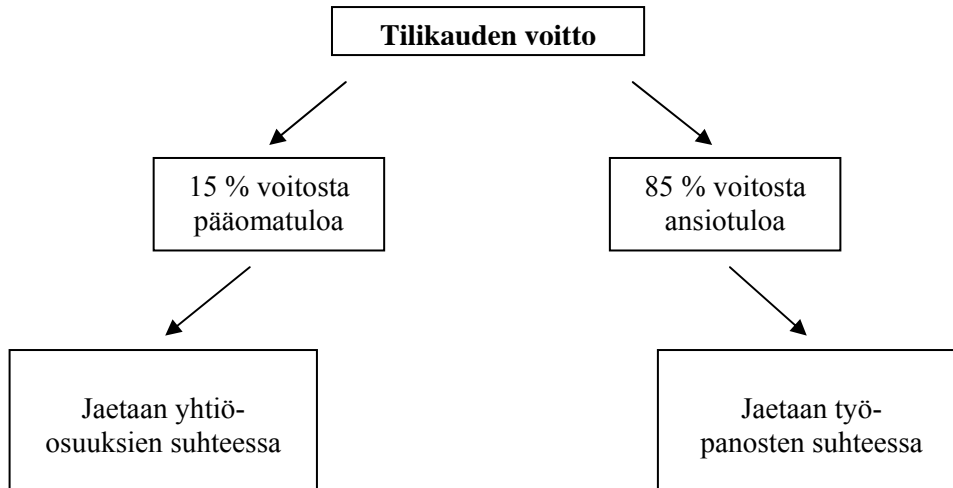 Tilikauden voitto
15 % voitosta
pääomatuloa
85 % voitosta
ansiotuloa
Jaetaan yhtiö-
osuuksien suhteessa
Jaetaan työ-
panosten suhteessa